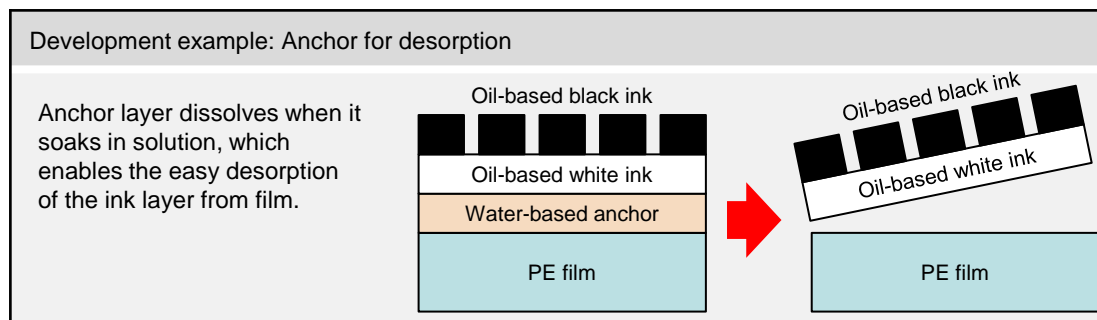 Development example: Anchor for desorption
Anchor layer dissolves when it
soaks in solution, which
enables the easy desorption
of the ink layer from film.
Oil-based black ink
Oil-based white ink
Water-based anchor
PE film
Oil-based black ink
Oil-based white ink
PE film